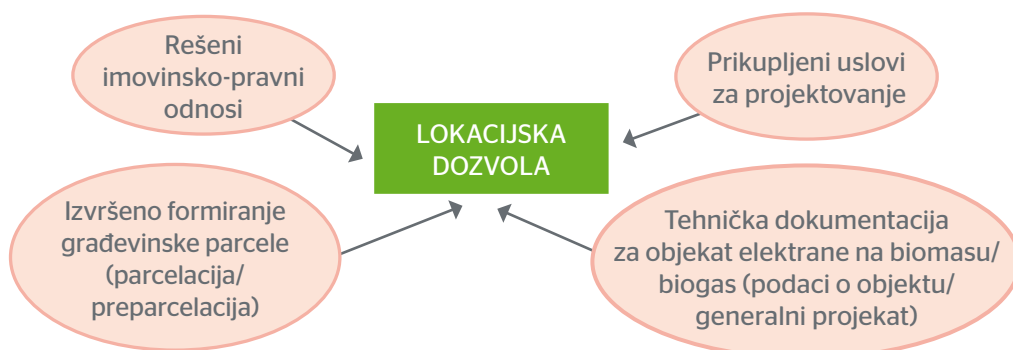 Rešeni
imovinsko-pravni
odnosi
Prikupljeni uslovi
za projektovanje
LOKACIJSKA
DOZVOLA
Izvršeno formiranje
građevinske parcele
(parcelacija/
preparcelacija)
Tehnička dokumentacija
za objekat elektrane na biomasu/
biogas (podaci o objektu/
generalni projekat)